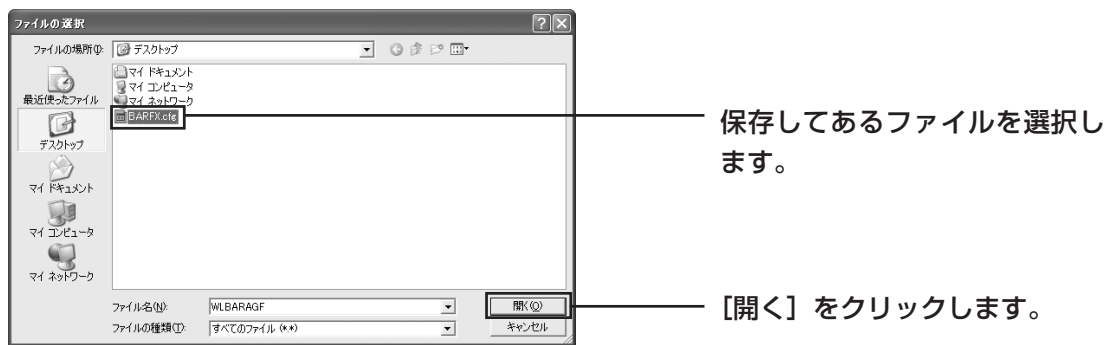 ファイルの選択
ファイルの場所(I):
デスクトップ
最近使ったファイル
デスクトップ
マイ ドキュメント
マイ コンピュータ
マイ ネットワーク
マイ ドキュメント
マイ コンピュータ
マイ ネットワーク
BARFX.cfg
ファイル名(N):
WLBARAGF
開く(O)
ファイルの種類(T):
すべてのファイル (*.*)
キャンセル
保存してあるファイルを選択し
ます。
［開く］をクリックします。